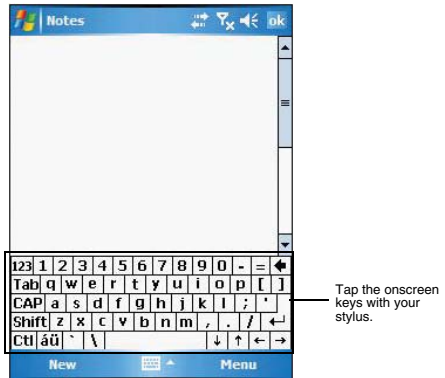 Notes ok
123 1 2 3 4 5 6 7 8 9 0 - =
Tab q w e r t y u i o p [ ]
CAP a s d f g h j k l ; '
Shift z x c v b n m , . /
Ctl áü ` \ ↓ ↑ ← →
New Menu
Tap the onscreen
keys with your
stylus.